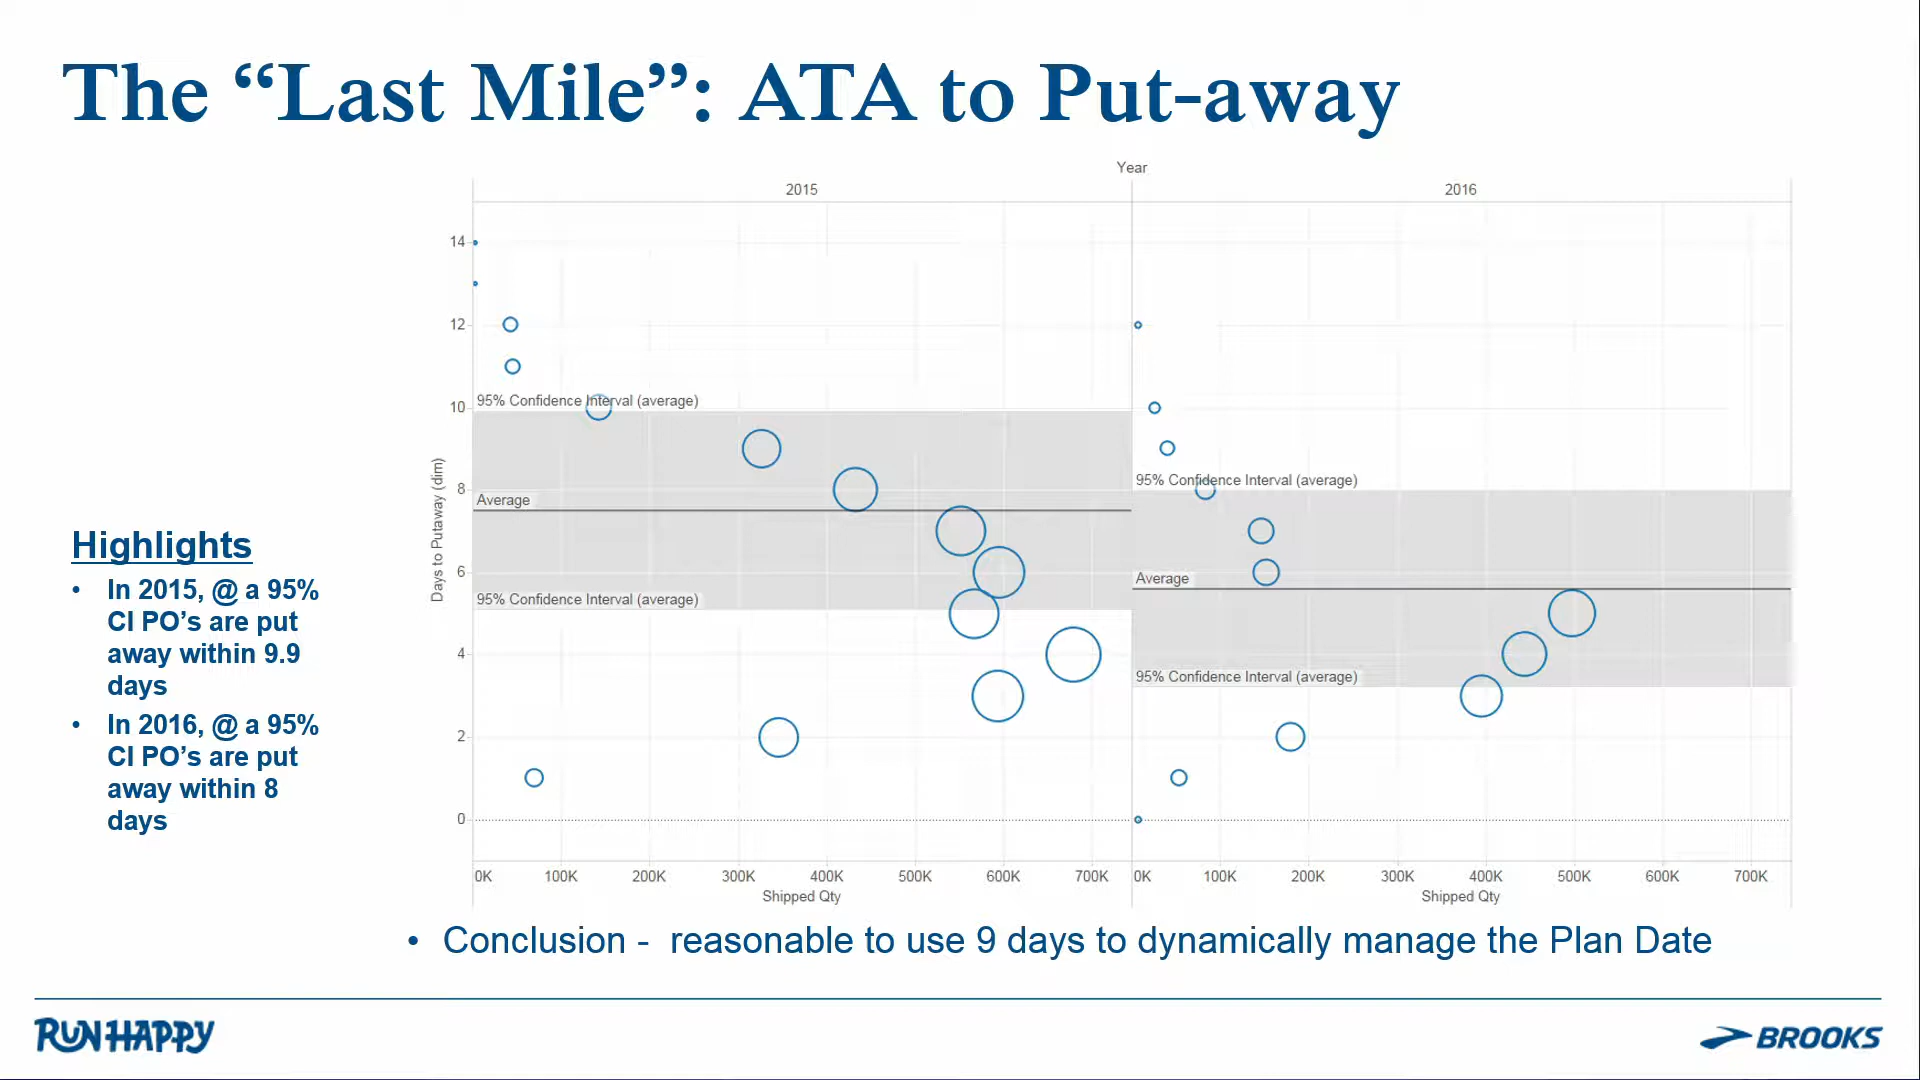 The “Last Mile”: ATA to Put-away
Year
2015
2016
14
12
10
8
6
4
2
0
Days to Putaway (dim)
95% Confidence Interval (average)
Average
95% Confidence Interval (average)
95% Confidence Interval (average)
Average
95% Confidence Interval (average)
0K 100K 200K 300K 400K 500K 600K 700K
0K 100K 200K 300K 400K 500K 600K 700K
Shipped Qty
Shipped Qty
Highlights
• In 2015, @ a 95%
CI PO’s are put
away within 9.9
days
• In 2016, @ a 95%
CI PO’s are put
away within 8
days
• Conclusion - reasonable to use 9 days to dynamically manage the Plan Date
RUN HAPPY
BROOKS